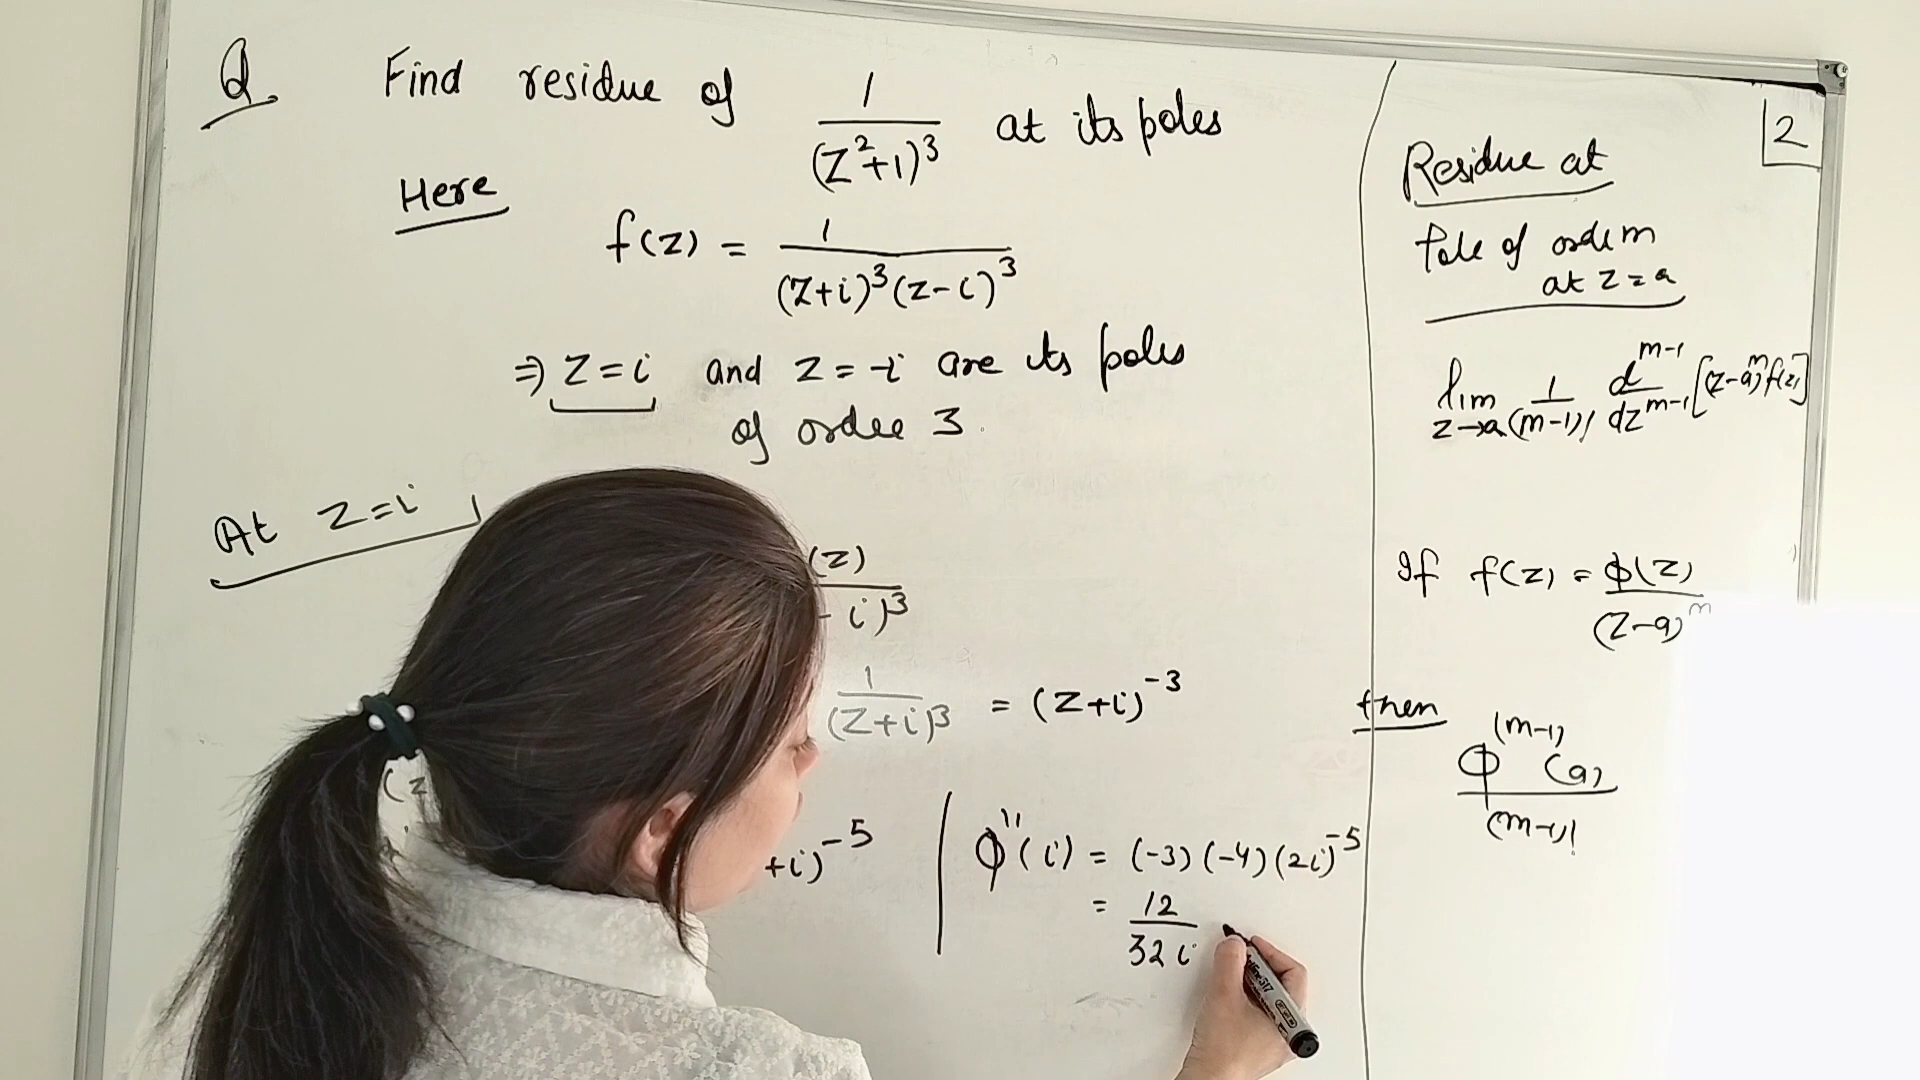 Q Find residue of 1/(z²+1)³ at its poles
Here
f(z) = 1/(z+i)³(z-i)³
⇒ z=i and z=-i are its poles
of order 3.
At z=i
(z)
- i)³
1/(z+i)³ = (z+i)⁻³
(z
+i)⁻⁵
ϕ''(i) = (-3)(-4)(2i)⁻⁵
= 12/32i
2
Residue at
Pole of order m
at z=a
lim z→a 1/(m-1)! d^(m-1)/dz^(m-1) [(z-a)^m f(z)]
If f(z) = ϕ(z)/(z-a)^m
then
ϕ^(m-1)(a)/(m-1)!